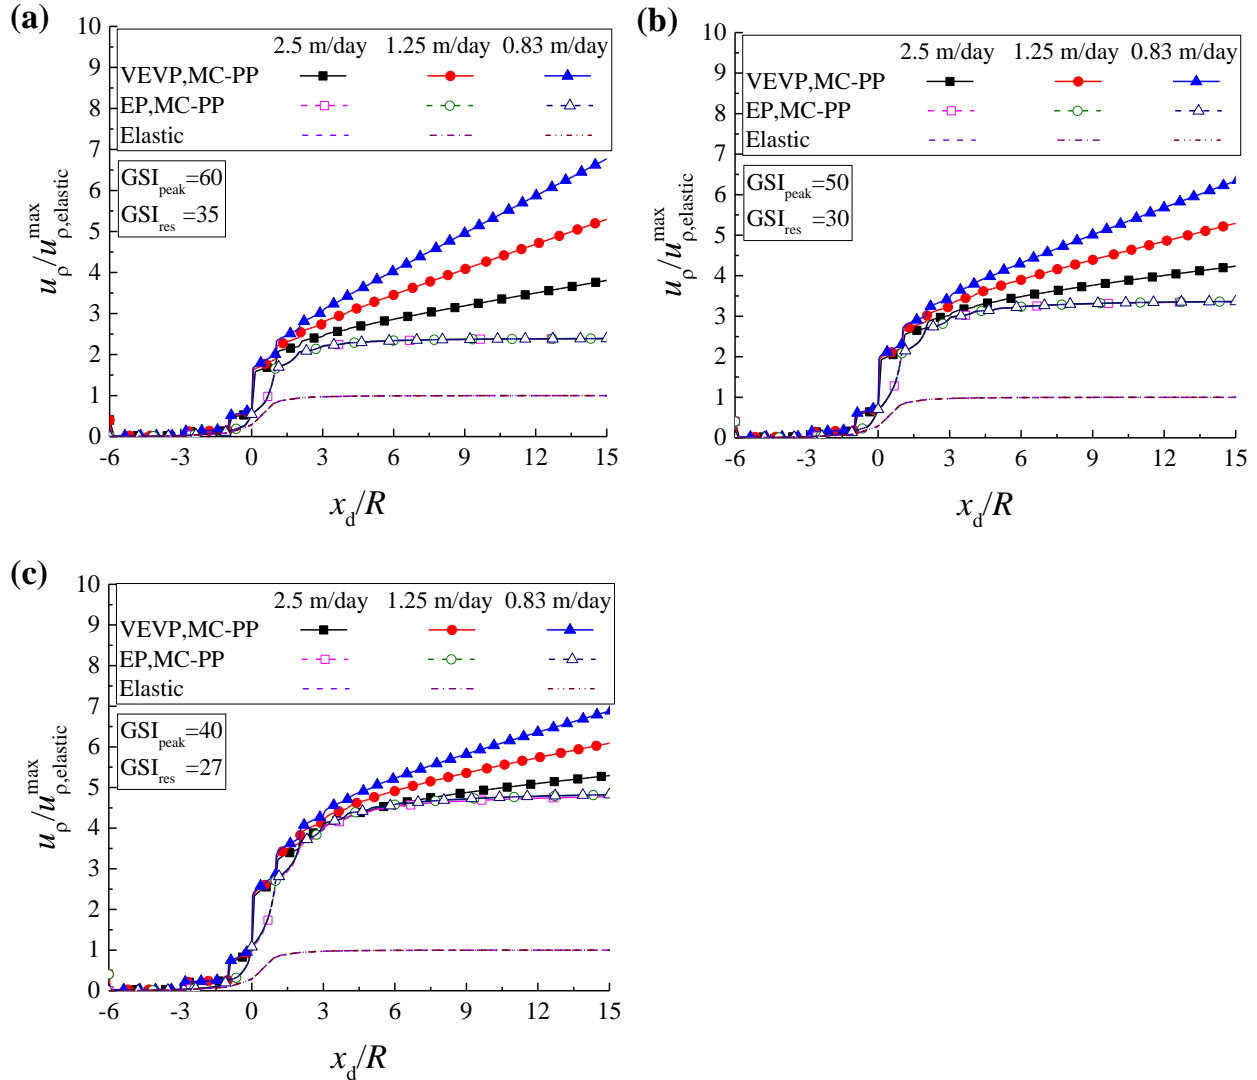 (a)
10
9
8
7
6
5
4
3
2
1
0
2.5 m/day 1.25 m/day 0.83 m/day
VEVP,MC-PP
EP,MC-PP
Elastic
GSIpeak=60
GSIres =35
uρ/u^max ρ,elastic
-6 -3 0 3 6 9 12 15
xd/R
(b)
10
9
8
7
6
5
4
3
2
1
0
2.5 m/day 1.25 m/day 0.83 m/day
VEVP,MC-PP
EP,MC-PP
Elastic
GSIpeak=50
GSIres =30
uρ/u^max ρ,elastic
-6 -3 0 3 6 9 12 15
xd/R
(c)
10
9
8
7
6
5
4
3
2
1
0
2.5 m/day 1.25 m/day 0.83 m/day
VEVP,MC-PP
EP,MC-PP
Elastic
GSIpeak=40
GSIres =27
uρ/u^max ρ,elastic
-6 -3 0 3 6 9 12 15
xd/R